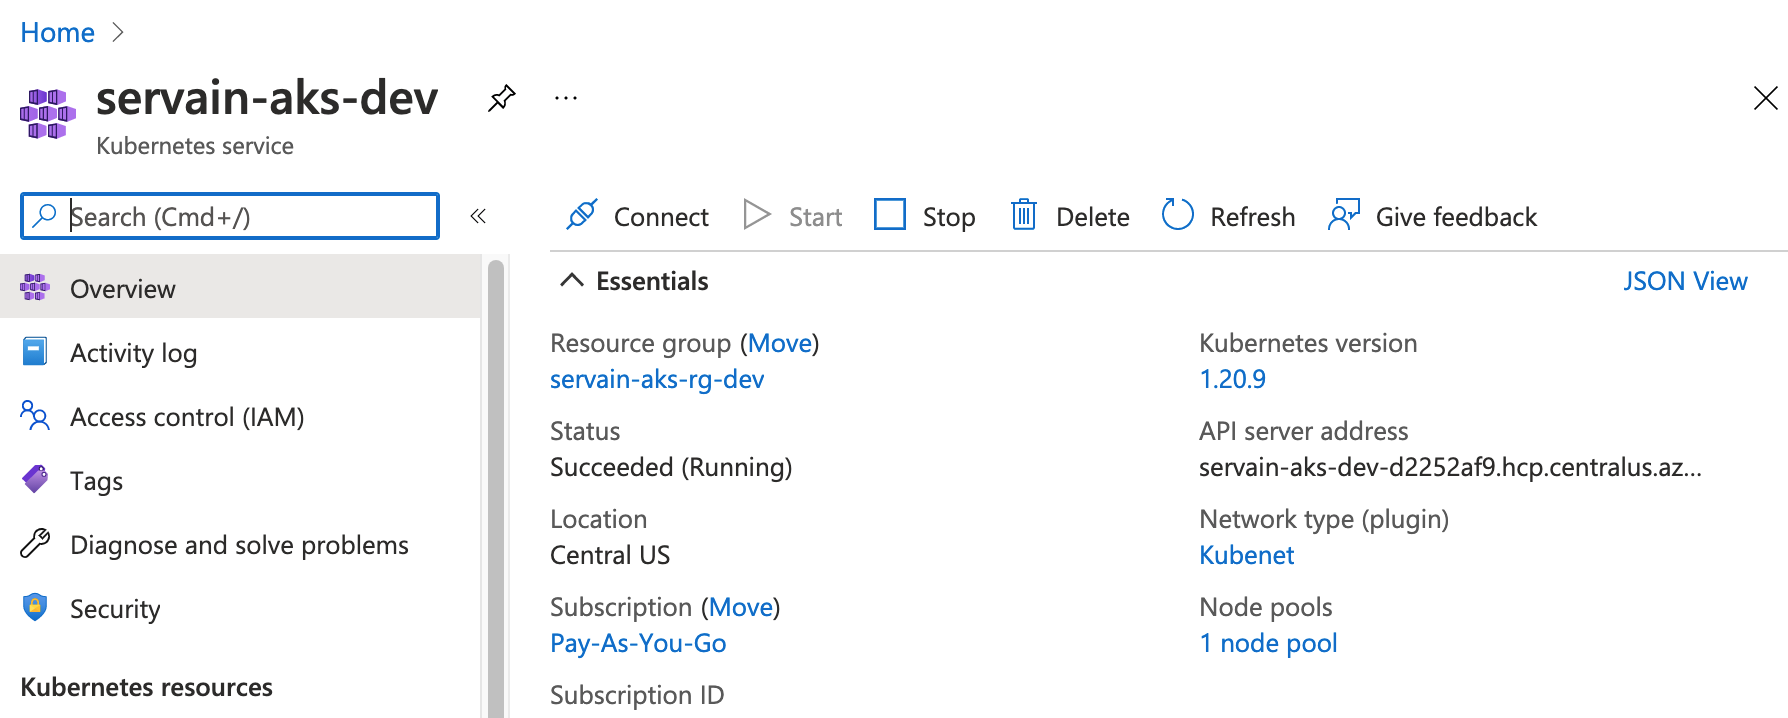 Home
servain-aks-dev
Kubernetes service
Search (Cmd+/)
Connect Start Stop Delete Refresh Give feedback
Overview
Activity log
Access control (IAM)
Tags
Diagnose and solve problems
Security
Kubernetes resources
Essentials
JSON View
Resource group (Move)
servain-aks-rg-dev
Status
Succeeded (Running)
Location
Central US
Subscription (Move)
Pay-As-You-Go
Subscription ID
Kubernetes version
1.20.9
API server address
servain-aks-dev-d2252af9.hcp.centralus.az...
Network type (plugin)
Kubenet
Node pools
1 node pool